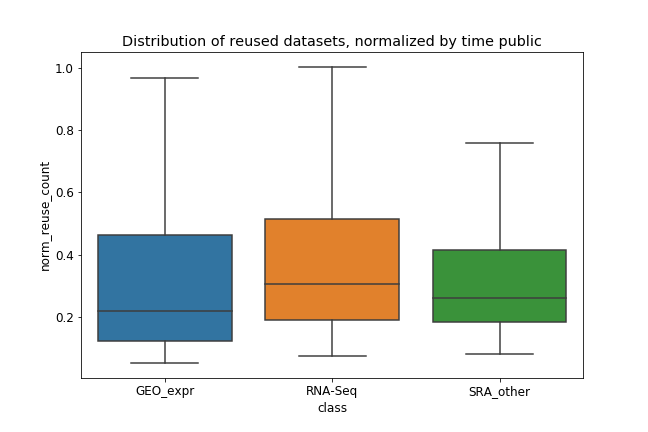 Distribution of reused datasets, normalized by time public
1.0
0.8
0.6
0.4
0.2
norm_reuse_count
GEO_expr RNA-Seq SRA_other
class